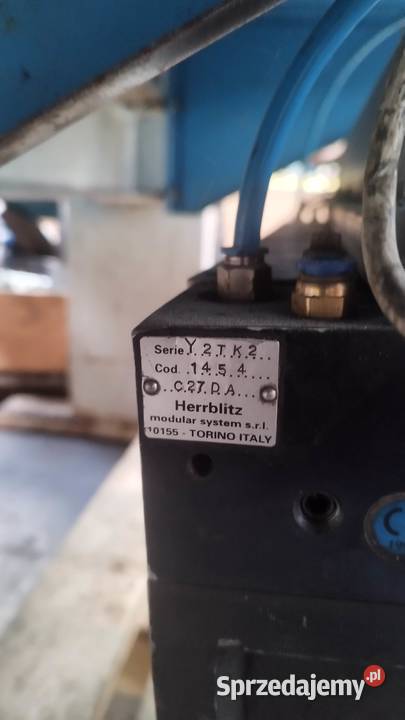 Serie Y.2.T.K.2...
Cod. .1.4.5.4....
..C.27.D.A..
Herrblitz
modular system s.r.l.
10155 - TORINO ITALY
Sprzedajemy.pl